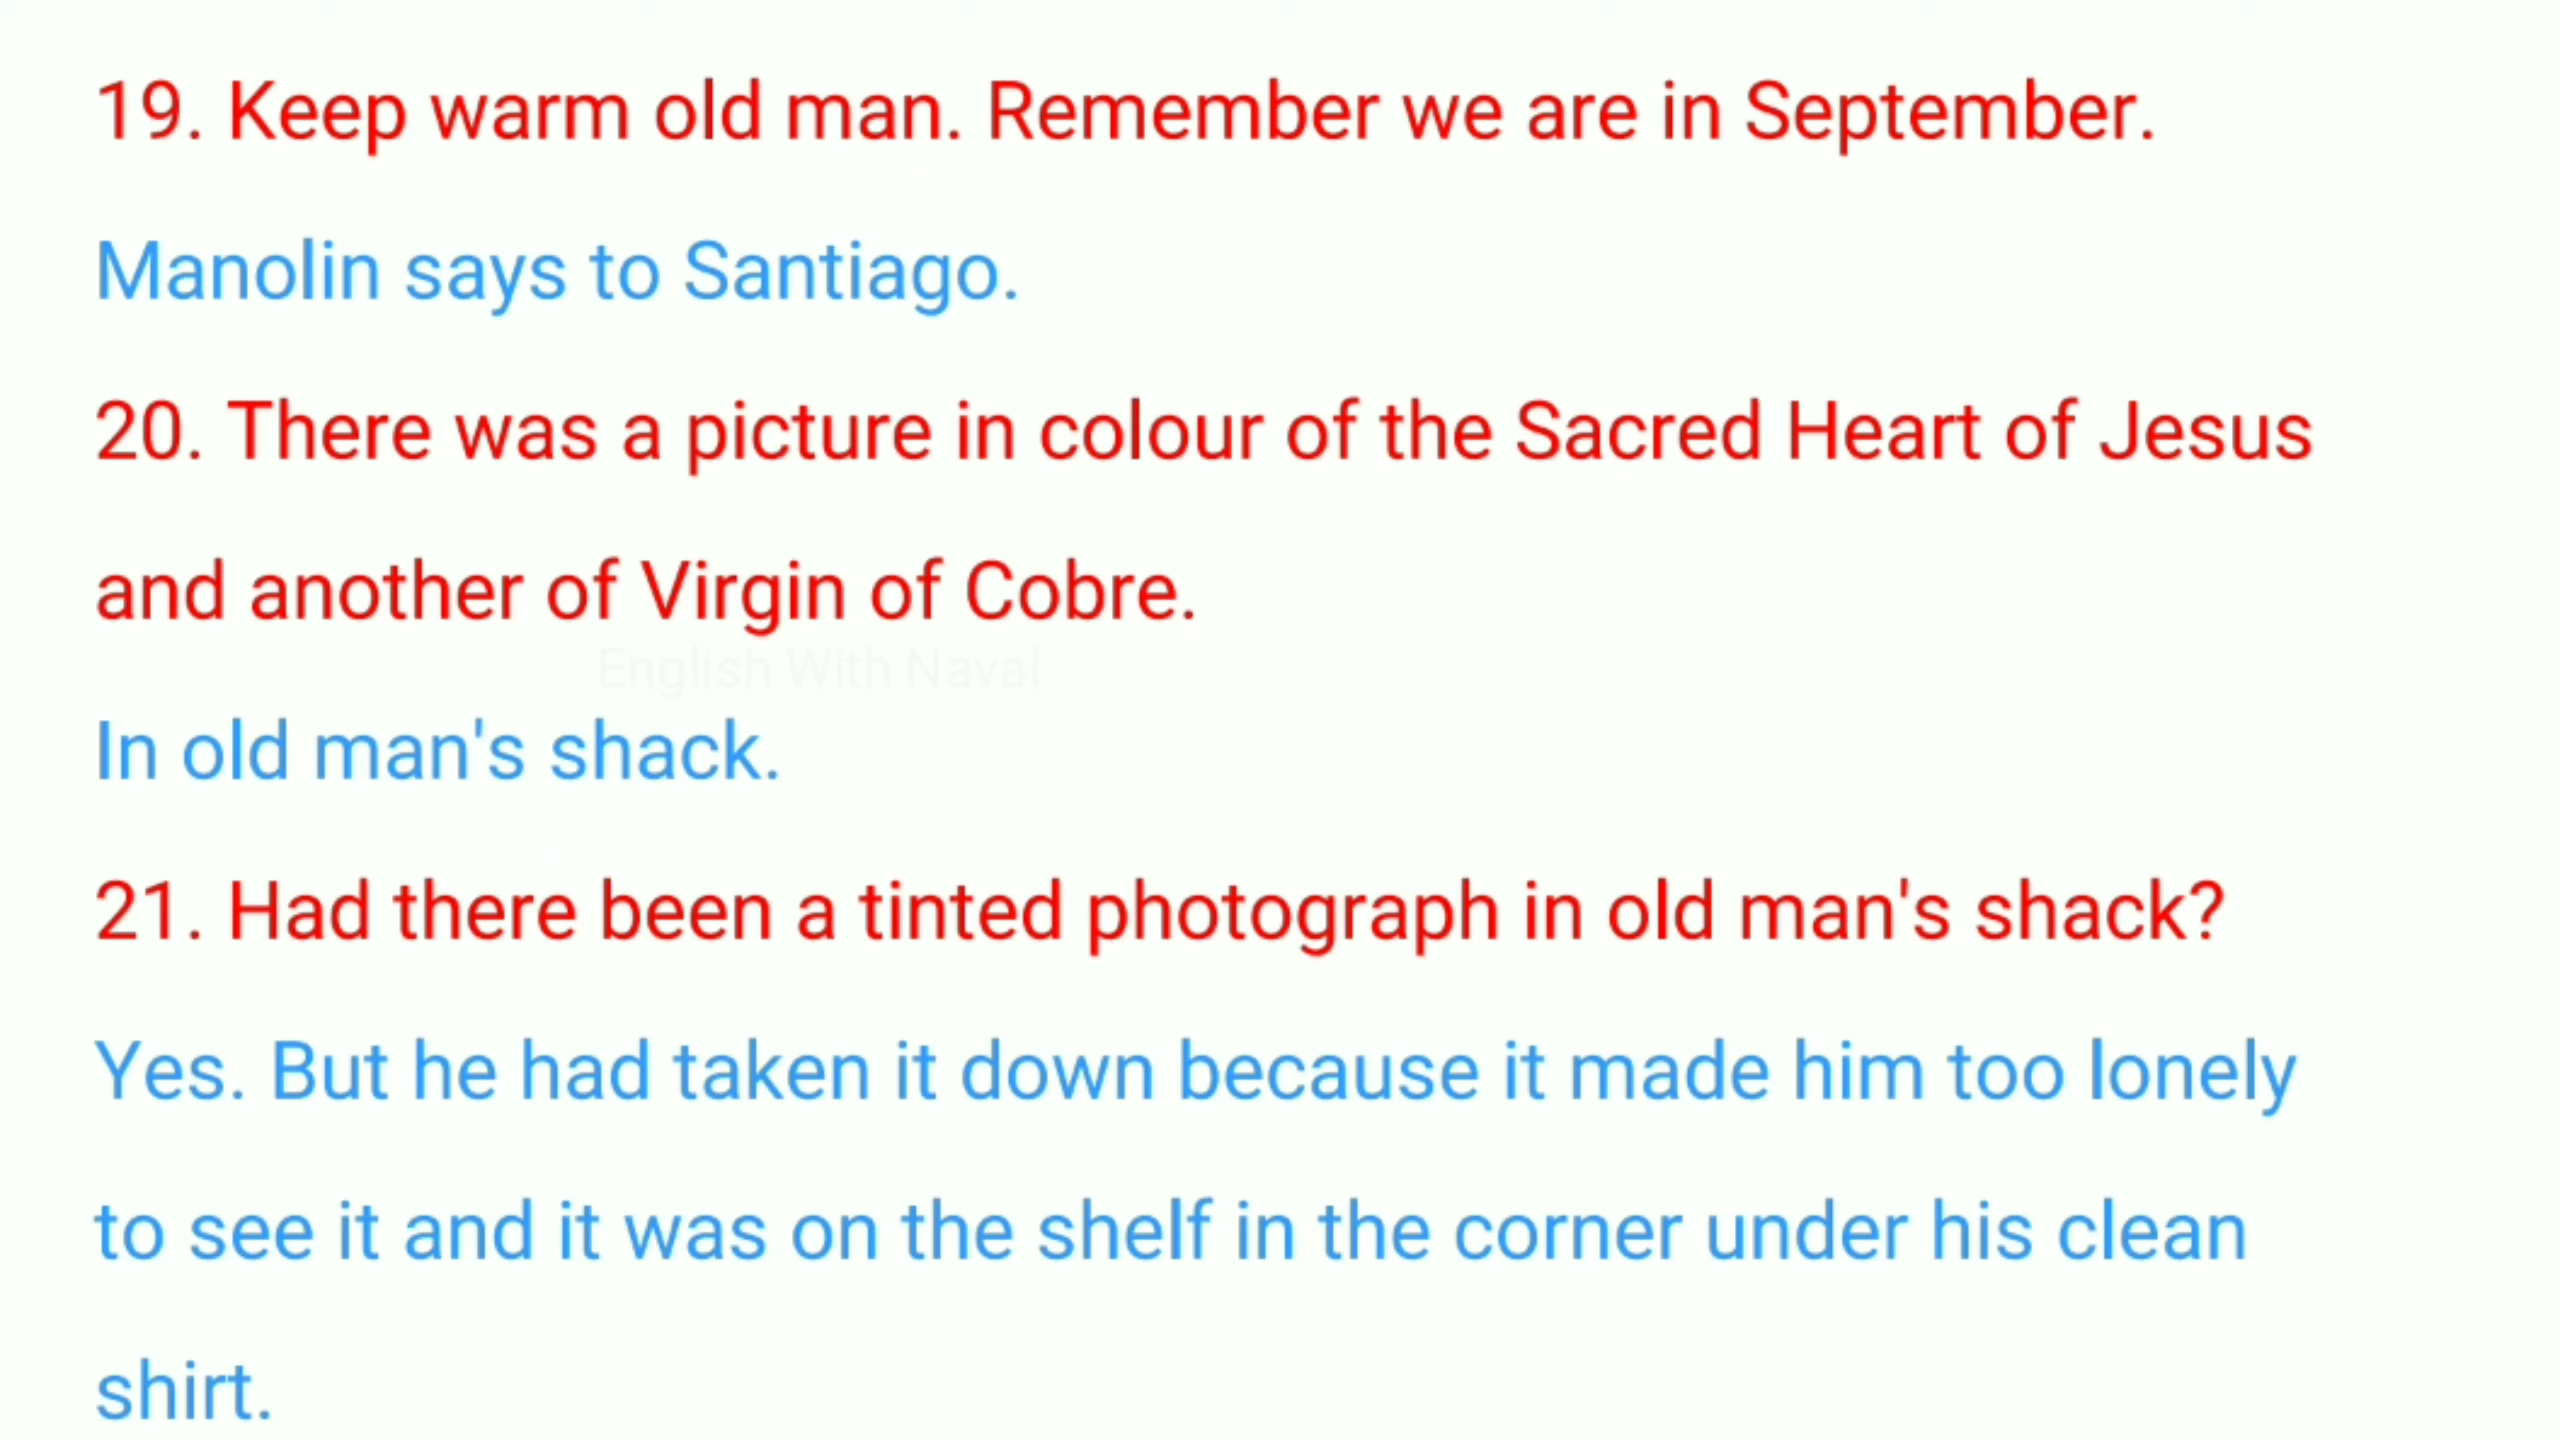 19. Keep warm old man. Remember we are in September.
Manolin says to Santiago.
20. There was a picture in colour of the Sacred Heart of Jesus
and another of Virgin of Cobre.
English With Naval
In old man's shack.
21. Had there been a tinted photograph in old man's shack?
Yes. But he had taken it down because it made him too lonely
to see it and it was on the shelf in the corner under his clean
shirt.